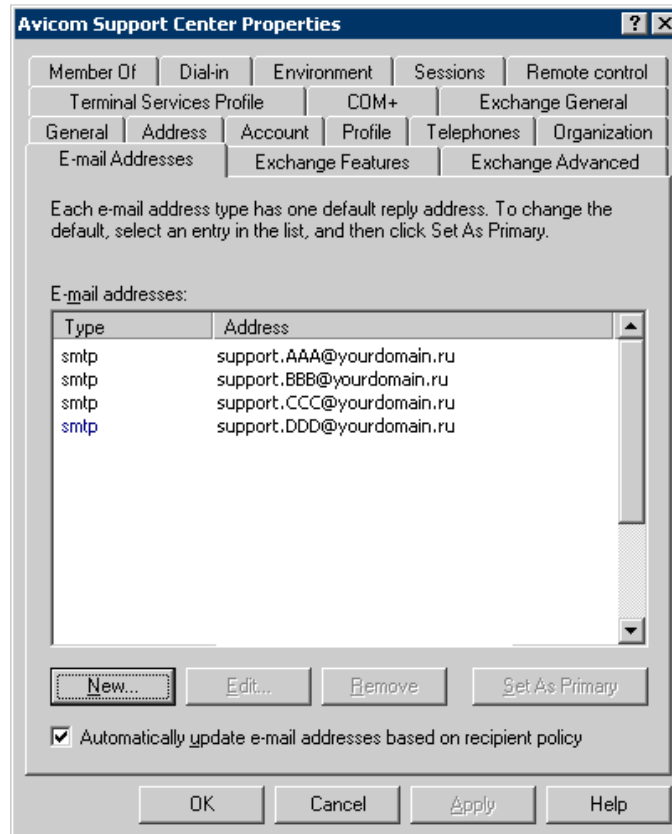 Avicom Support Center Properties
Member Of Dial-in Environment Sessions Remote control
Terminal Services Profile COM+ Exchange General
General Address Account Profile Telephones Organization
E-mail Addresses Exchange Features Exchange Advanced
Each e-mail address type has one default reply address. To change the
default, select an entry in the list, and then click Set As Primary.
E-mail addresses:
Type Address
smtp support.AAA@yourdomain.ru
smtp support.BBB@yourdomain.ru
smtp support.CCC@yourdomain.ru
smtp support.DDD@yourdomain.ru
New... Edit... Remove Set As Primary
Automatically update e-mail addresses based on recipient policy
OK Cancel Apply Help